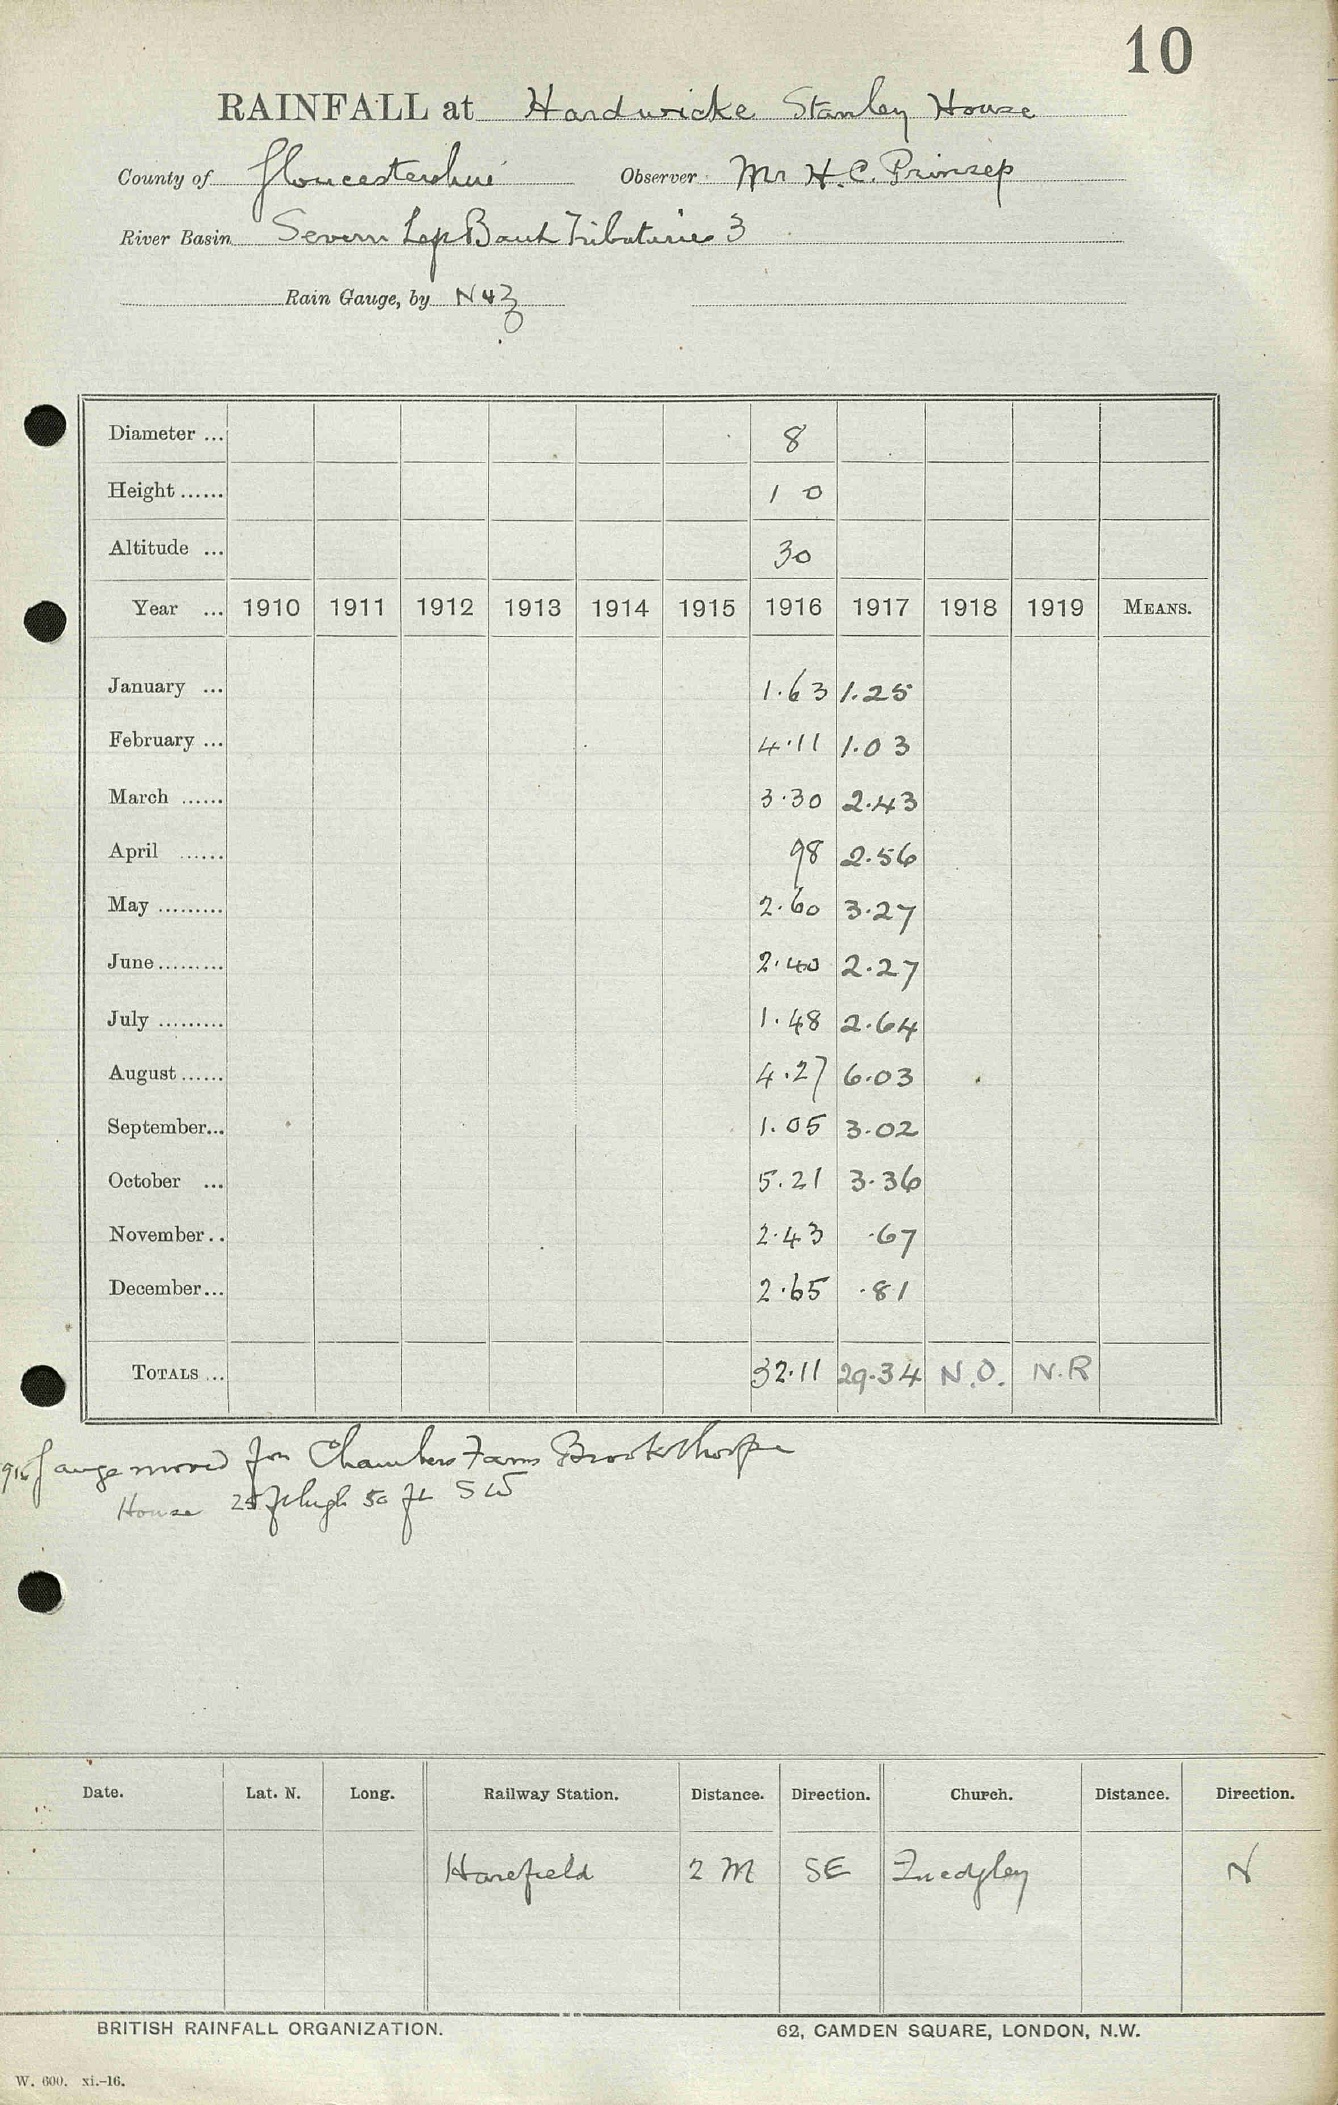 10
RAINFALL at Hardwicke Stanley House
County of Gloucestershire Observer Mr H.C. Prinsep
River Basin Severn Left Bank Tributaries 3
Rain Gauge, by N & Z
Diameter ... 8
Height ...... 1 0
Altitude ... 30
Year ... 1910 1911 1912 1913 1914 1915 1916 1917 1918 1919 MEANS.
January ... 1.63 1.25
February ... 4.11 1.03
March ...... 3.30 2.43
April ...... 98 2.56
May ......... 2.60 3.27
June ......... 2.40 2.27
July ......... 1.48 2.64
August ...... 4.27 6.03
September... 1.05 3.02
October ... 5.21 3.36
November.. 2.43 .67
December... 2.65 .81
TOTALS ... 32.11 29.34 N.O. N.R
gauge moved from Chambers Farm Brookthorpe
House 25 ft high 50 ft SW
Date. Lat. N. Long. Railway Station. Distance. Direction. Church. Distance. Direction.
Harefield 2 M SE Quedgley N
BRITISH RAINFALL ORGANIZATION. 62, CAMDEN SQUARE, LONDON, N.W.
W. 600. xi.-16.